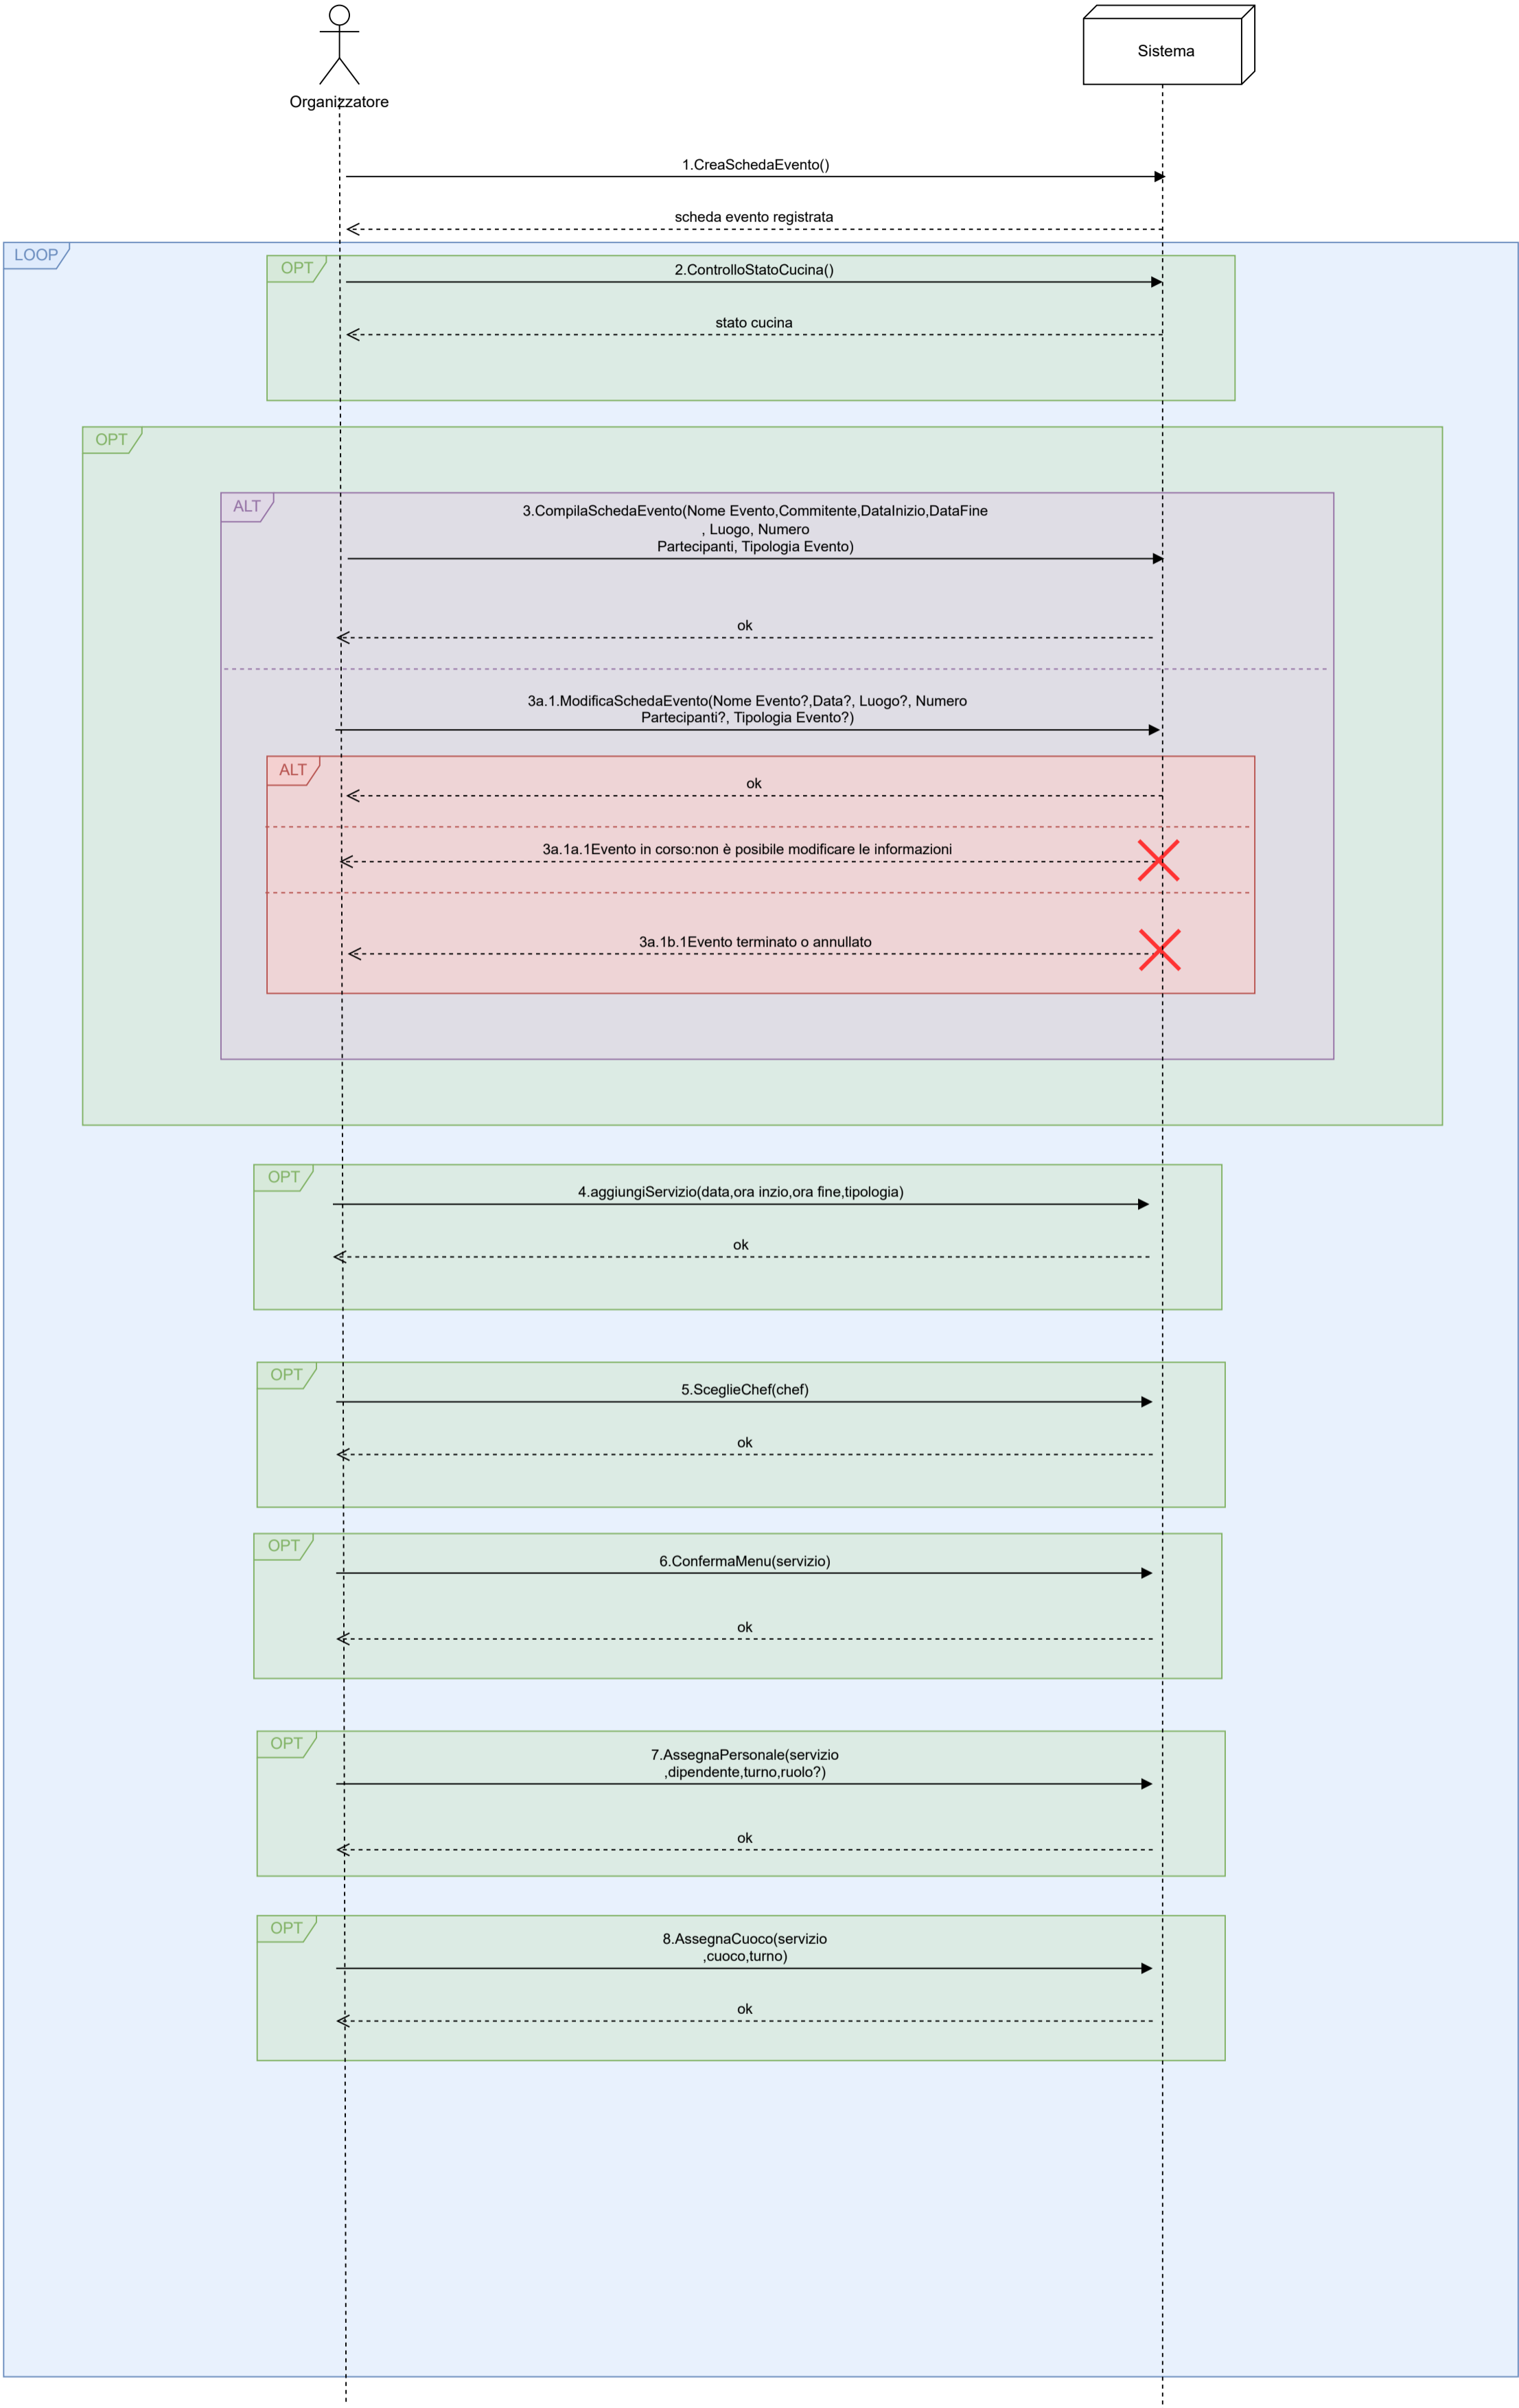 Organizzatore
Sistema
1.CreaSchedaEvento()
scheda evento registrata
LOOP
OPT
2.ControlloStatoCucina()
stato cucina
OPT
ALT
3.CompilaSchedaEvento(Nome Evento,Commitente,DataInizio,DataFine
, Luogo, Numero
Partecipanti, Tipologia Evento)
ok
3a.1.ModificaSchedaEvento(Nome Evento?,Data?, Luogo?, Numero
Partecipanti?, Tipologia Evento?)
ALT
ok
3a.1a.1Evento in corso:non è posibile modificare le informazioni
3a.1b.1Evento terminato o annullato
OPT
4.aggiungiServizio(data,ora inzio,ora fine,tipologia)
ok
OPT
5.SceglieChef(chef)
ok
OPT
6.ConfermaMenu(servizio)
ok
OPT
7.AssegnaPersonale(servizio
,dipendente,turno,ruolo?)
ok
OPT
8.AssegnaCuoco(servizio
,cuoco,turno)
ok